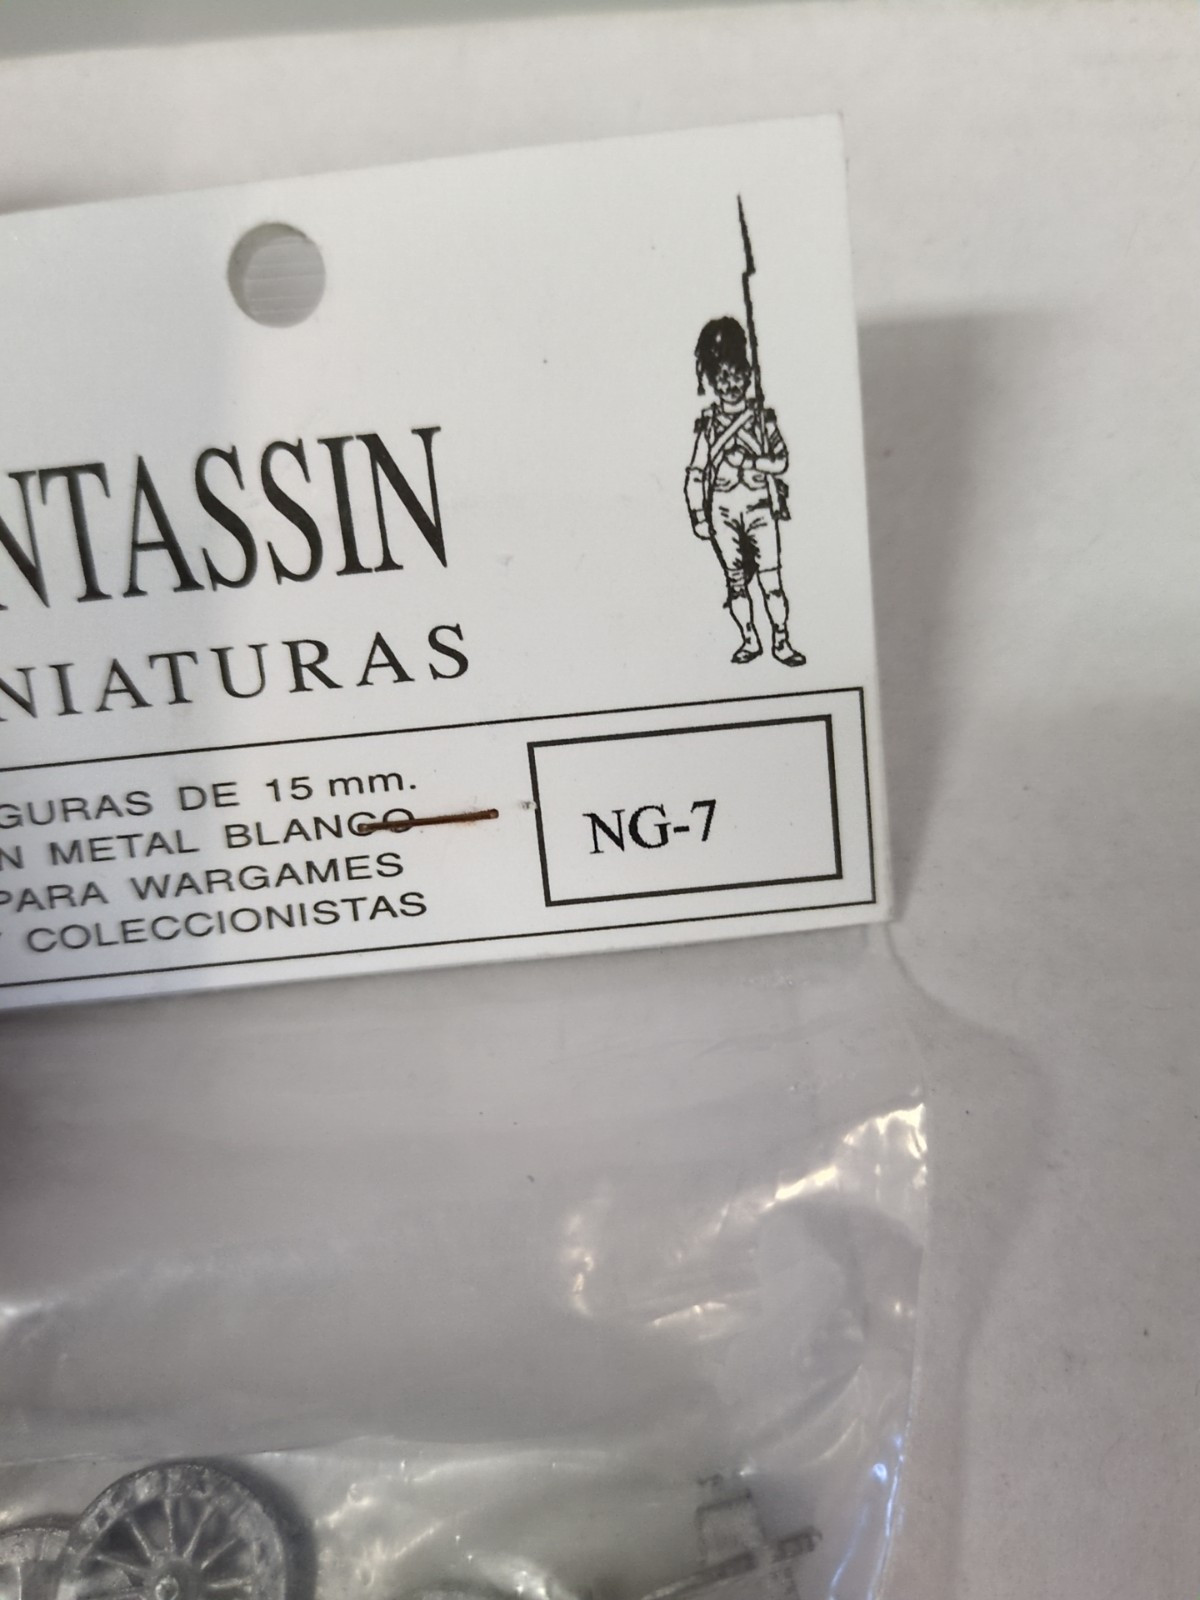 NTASSIN
NIATURAS
GURAS DE 15 mm.
N METAL BLANCO
PARA WARGAMES
Y COLECCIONISTAS
NG-7